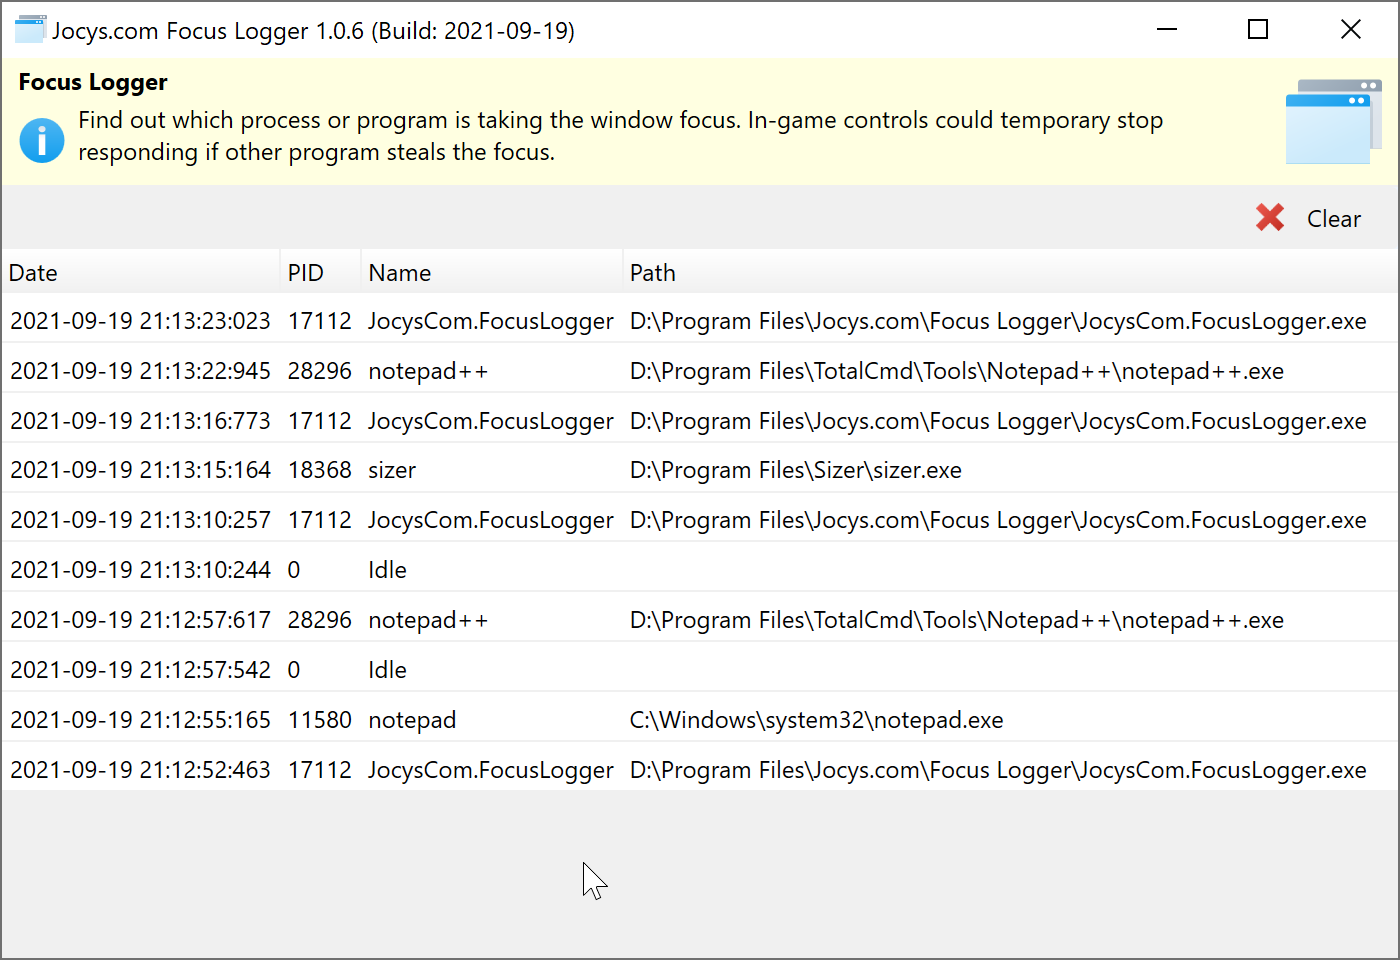 Jocys.com Focus Logger 1.0.6 (Build: 2021-09-19)
Focus Logger
Find out which process or program is taking the window focus. In-game controls could temporary stop
responding if other program steals the focus.
Clear
Date PID Name Path
2021-09-19 21:13:23:023 17112 JocysCom.FocusLogger D:\Program Files\Jocys.com\Focus Logger\JocysCom.FocusLogger.exe
2021-09-19 21:13:22:945 28296 notepad++ D:\Program Files\TotalCmd\Tools\Notepad++\notepad++.exe
2021-09-19 21:13:16:773 17112 JocysCom.FocusLogger D:\Program Files\Jocys.com\Focus Logger\JocysCom.FocusLogger.exe
2021-09-19 21:13:15:164 18368 sizer D:\Program Files\Sizer\sizer.exe
2021-09-19 21:13:10:257 17112 JocysCom.FocusLogger D:\Program Files\Jocys.com\Focus Logger\JocysCom.FocusLogger.exe
2021-09-19 21:13:10:244 0 Idle
2021-09-19 21:12:57:617 28296 notepad++ D:\Program Files\TotalCmd\Tools\Notepad++\notepad++.exe
2021-09-19 21:12:57:542 0 Idle
2021-09-19 21:12:55:165 11580 notepad C:\Windows\system32\notepad.exe
2021-09-19 21:12:52:463 17112 JocysCom.FocusLogger D:\Program Files\Jocys.com\Focus Logger\JocysCom.FocusLogger.exe